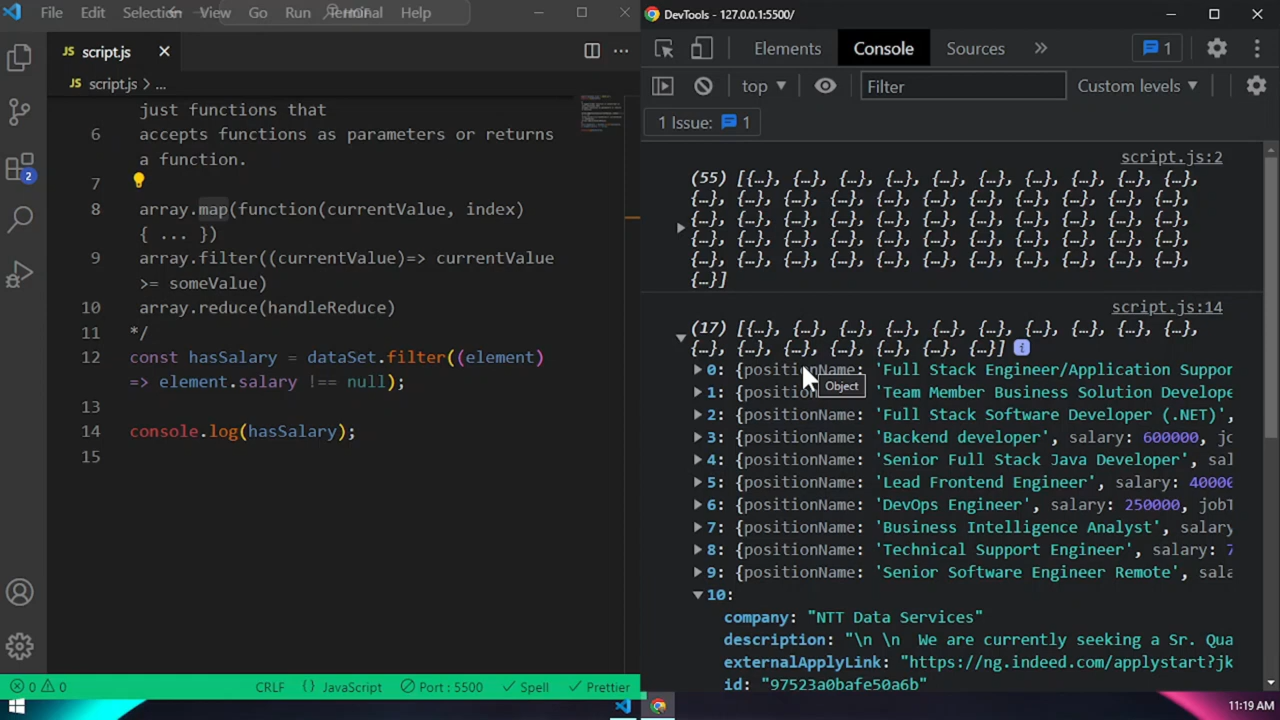 File Edit Selection View Go Run Terminal Help
JS script.js
JS script.js > ...
just functions that
6 accepts functions as parameters or returns
a function.
7
8 array.map(function(currentValue, index)
{ ... })
9 array.filter((currentValue)=> currentValue
>= someValue)
10 array.reduce(handleReduce)
11 */
12 const hasSalary = dataSet.filter((element)
=> element.salary !== null);
13
14 console.log(hasSalary);
15
2
0 0 CRLF {} JavaScript Port : 5500 Spell Prettier
DevTools - 127.0.0.1:5500/
Elements Console Sources » 1
top Filter Custom levels
1 Issue: 1
script.js:2
(55) [{…}, {…}, {…}, {…}, {…}, {…}, {…}, {…}, {…}, {…},
{…}, {…}, {…}, {…}, {…}, {…}, {…}, {…}, {…}, {…}, {…},
{…}, {…}, {…}, {…}, {…}, {…}, {…}, {…}, {…}, {…}, {…},
{…}, {…}, {…}, {…}, {…}, {…}, {…}, {…}, {…}, {…}, {…},
{…}, {…}, {…}, {…}, {…}, {…}, {…}, {…}, {…}, {…}, {…},
{…}]
script.js:14
(17) [{…}, {…}, {…}, {…}, {…}, {…}, {…}, {…}, {…}, {…},
{…}, {…}, {…}, {…}, {…}, {…}, {…}] i
0: {positionName: 'Full Stack Engineer/Application Suppor
1: {position 'Team Member Business Solution Develope
Object
2: {positionName: 'Full Stack Software Developer (.NET)',
3: {positionName: 'Backend developer', salary: 600000, jo
4: {positionName: 'Senior Full Stack Java Developer', sal
5: {positionName: 'Lead Frontend Engineer', salary: 40000
6: {positionName: 'DevOps Engineer', salary: 250000, jobT
7: {positionName: 'Business Intelligence Analyst', salary
8: {positionName: 'Technical Support Engineer', salary: 7
9: {positionName: 'Senior Software Engineer Remote', sala
10:
company: "NTT Data Services"
description: "\n \n We are currently seeking a Sr. Qua
externalApplyLink: "https://ng.indeed.com/applystart?jk
id: "97523a0bafe50a6b"
11:19 AM